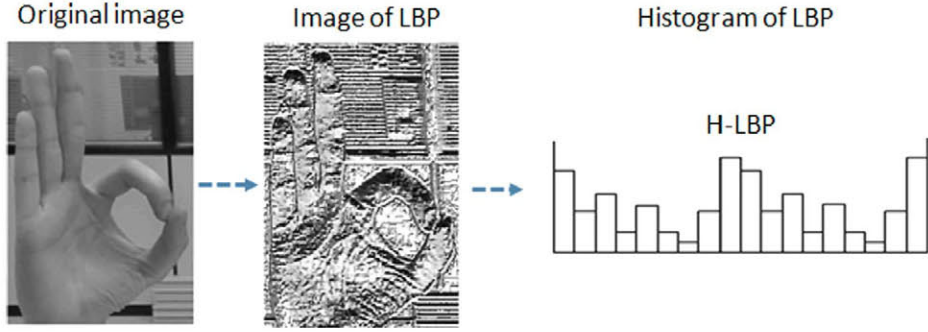 Original image
Image of LBP
Histogram of LBP
H-LBP